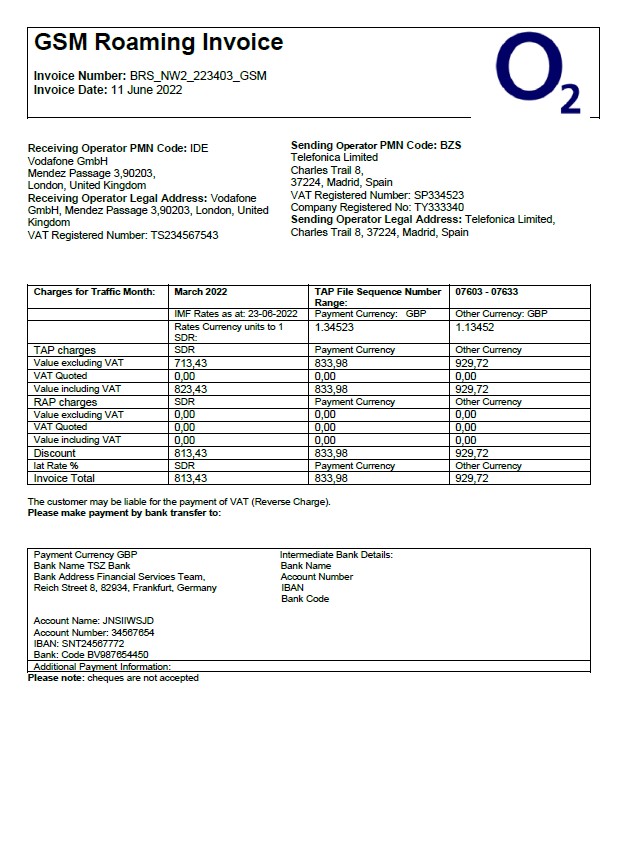 GSM Roaming Invoice
O2
Invoice Number: BRS_NW2_223403_GSM
Invoice Date: 11 June 2022
Receiving Operator PMN Code: IDE
Vodafone GmbH
Mendez Passage 3,90203,
London, United Kingdom
Receiving Operator Legal Address: Vodafone
GmbH, Mendez Passage 3,90203, London, United
Kingdom
VAT Registered Number: TS234567543
Sending Operator PMN Code: BZS
Telefonica Limited
Charles Trail 8,
37224, Madrid, Spain
VAT Registered Number: SP334523
Company Registered No: TY333340
Sending Operator Legal Address: Telefonica Limited,
Charles Trail 8, 37224, Madrid, Spain
Charges for Traffic Month: March 2022 TAP File Sequence Number Range: 07603 - 07633
IMF Rates as at: 23-06-2022 Payment Currency: GBP Other Currency: GBP
Rates Currency units to 1 SDR: 1.34523 1.13452
TAP charges SDR Payment Currency Other Currency
Value excluding VAT 713,43 833,98 929,72
VAT Quoted 0,00 0,00 0,00
Value including VAT 823,43 833,98 929,72
RAP charges SDR Payment Currency Other Currency
Value excluding VAT 0,00 0,00 0,00
VAT Quoted 0,00 0,00 0,00
Value including VAT 0,00 0,00 0,00
Discount 813,43 833,98 929,72
lat Rate % SDR Payment Currency Other Currency
Invoice Total 813,43 833,98 929,72
The customer may be liable for the payment of VAT (Reverse Charge).
Please make payment by bank transfer to:
Payment Currency GBP
Bank Name TSZ Bank
Bank Address Financial Services Team,
Reich Street 8, 82934, Frankfurt, Germany
Account Name: JNSIIWSJD
Account Number: 34567654
IBAN: SNT24567772
Bank: Code BV987654450
Intermediate Bank Details:
Bank Name
Account Number
IBAN
Bank Code
Additional Payment Information:
Please note: cheques are not accepted